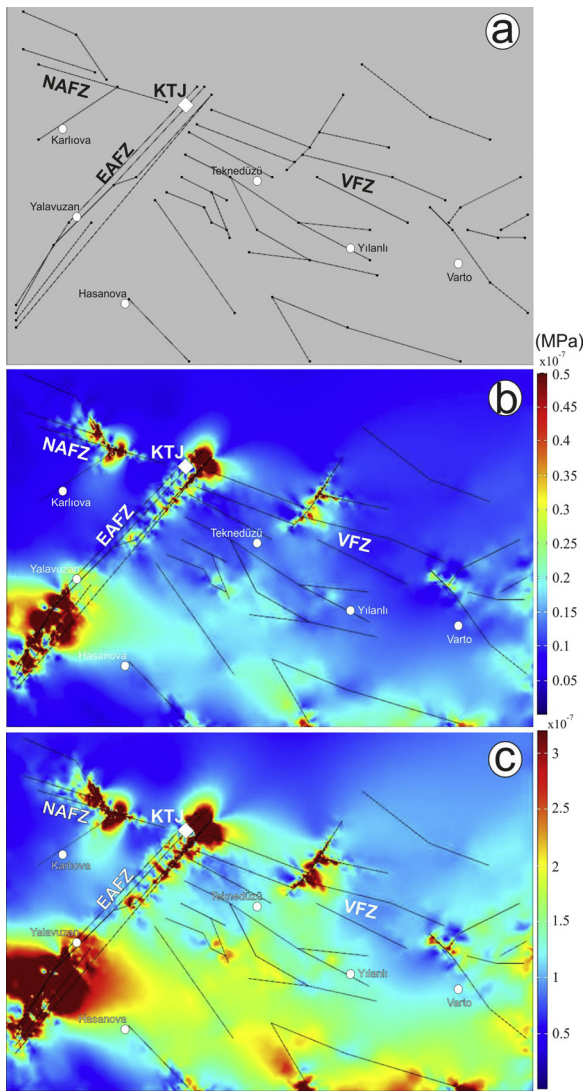 a
KTJ
NAFZ
Karlıova
EAFZ
Teknedüzü
VFZ
Yalavuzan
Yılanlı
Varto
Hasanova
(MPa)
x10⁻⁷
0.5
b
KTJ
0.45
NAFZ
0.4
Karlıova
0.35
EAFZ
Teknedüzü
0.3
VFZ
0.25
Yalavuzan
0.2
Yılanlı
Varto
0.15
Hasanova
0.1
0.05
x10⁻⁷
c
3
NAFZ
KTJ
2.5
Karlıova
EAFZ
2
Teknedüzü
VFZ
Yalavuzan
1.5
Yılanlı
Varto
1
Hasanova
0.5